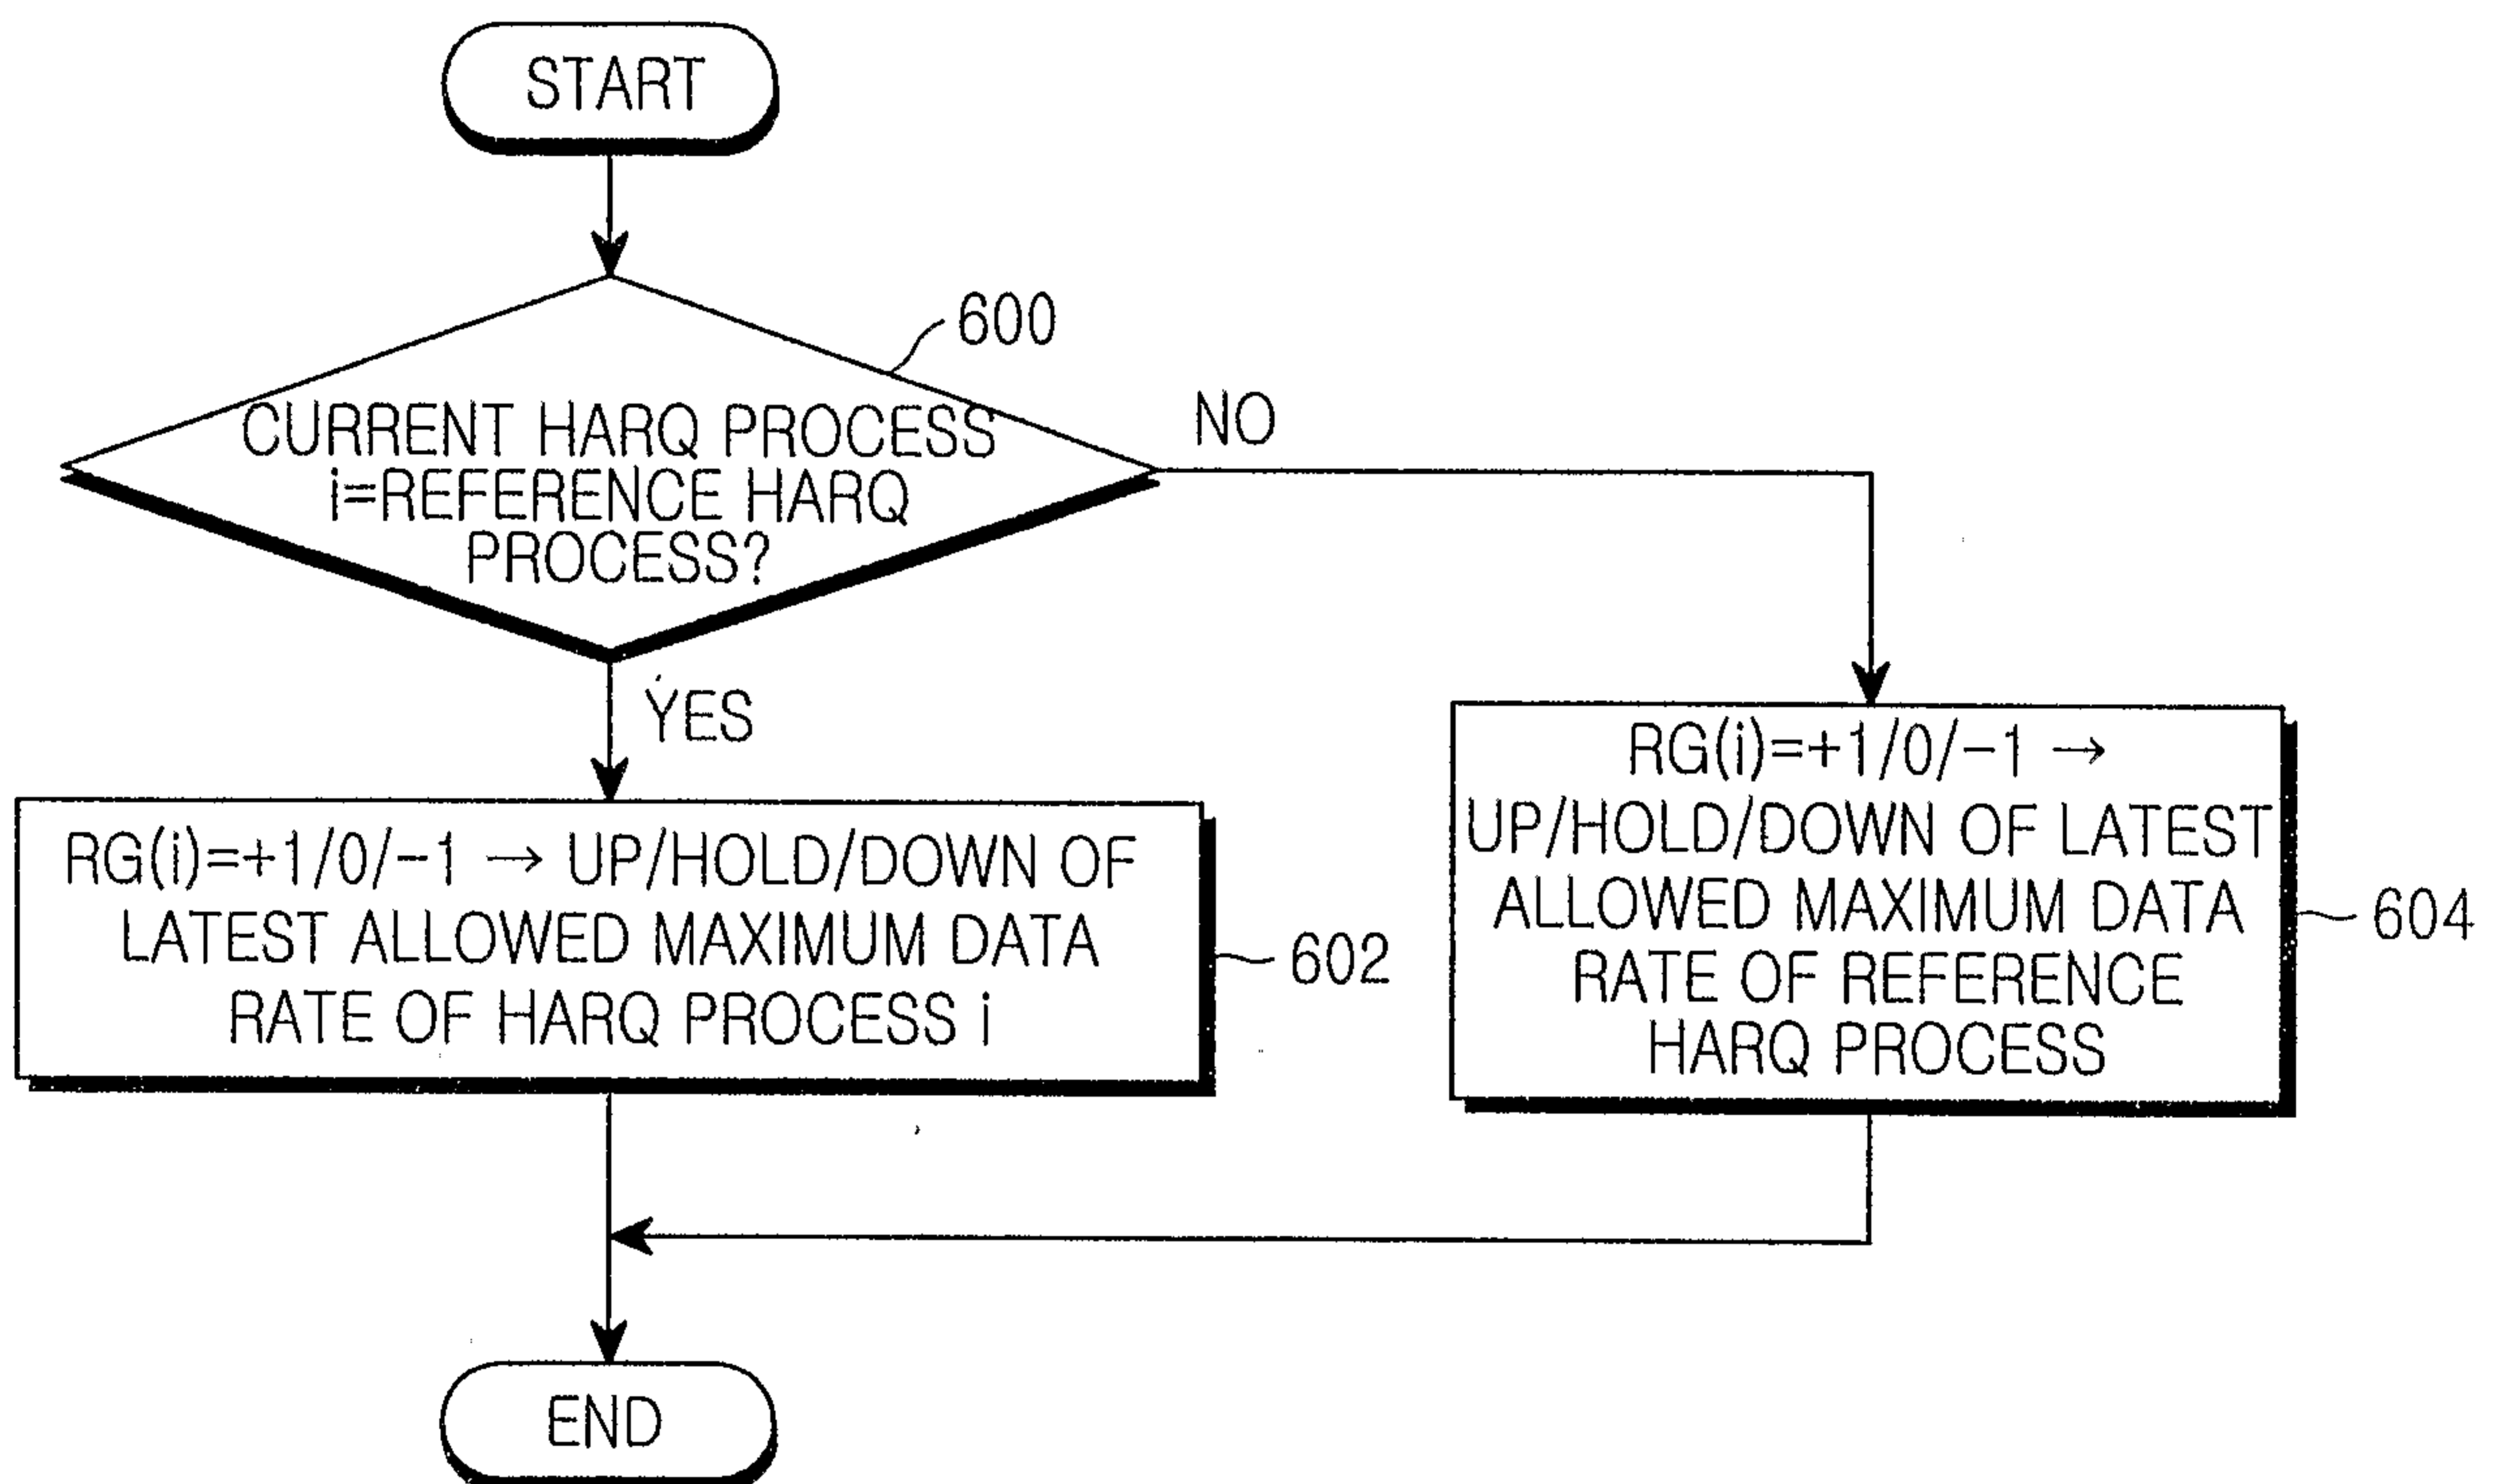 START
600
CURRENT HARQ PROCESS
i=REFERENCE HARQ
PROCESS?
NO
YES
RG(i)=+1/0/-1 → UP/HOLD/DOWN OF
LATEST ALLOWED MAXIMUM DATA
RATE OF HARQ PROCESS i
602
RG(i)=+1/0/-1 →
UP/HOLD/DOWN OF LATEST
ALLOWED MAXIMUM DATA
RATE OF REFERENCE
HARQ PROCESS
604
END